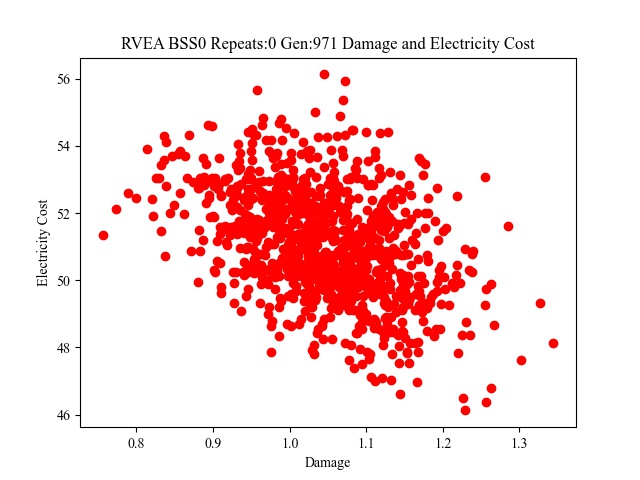 RVEA BSS0 Repeats:0 Gen:971 Damage and Electricity Cost
56
54
52
50
48
46
Electricity Cost
0.8 0.9 1.0 1.1 1.2 1.3
Damage